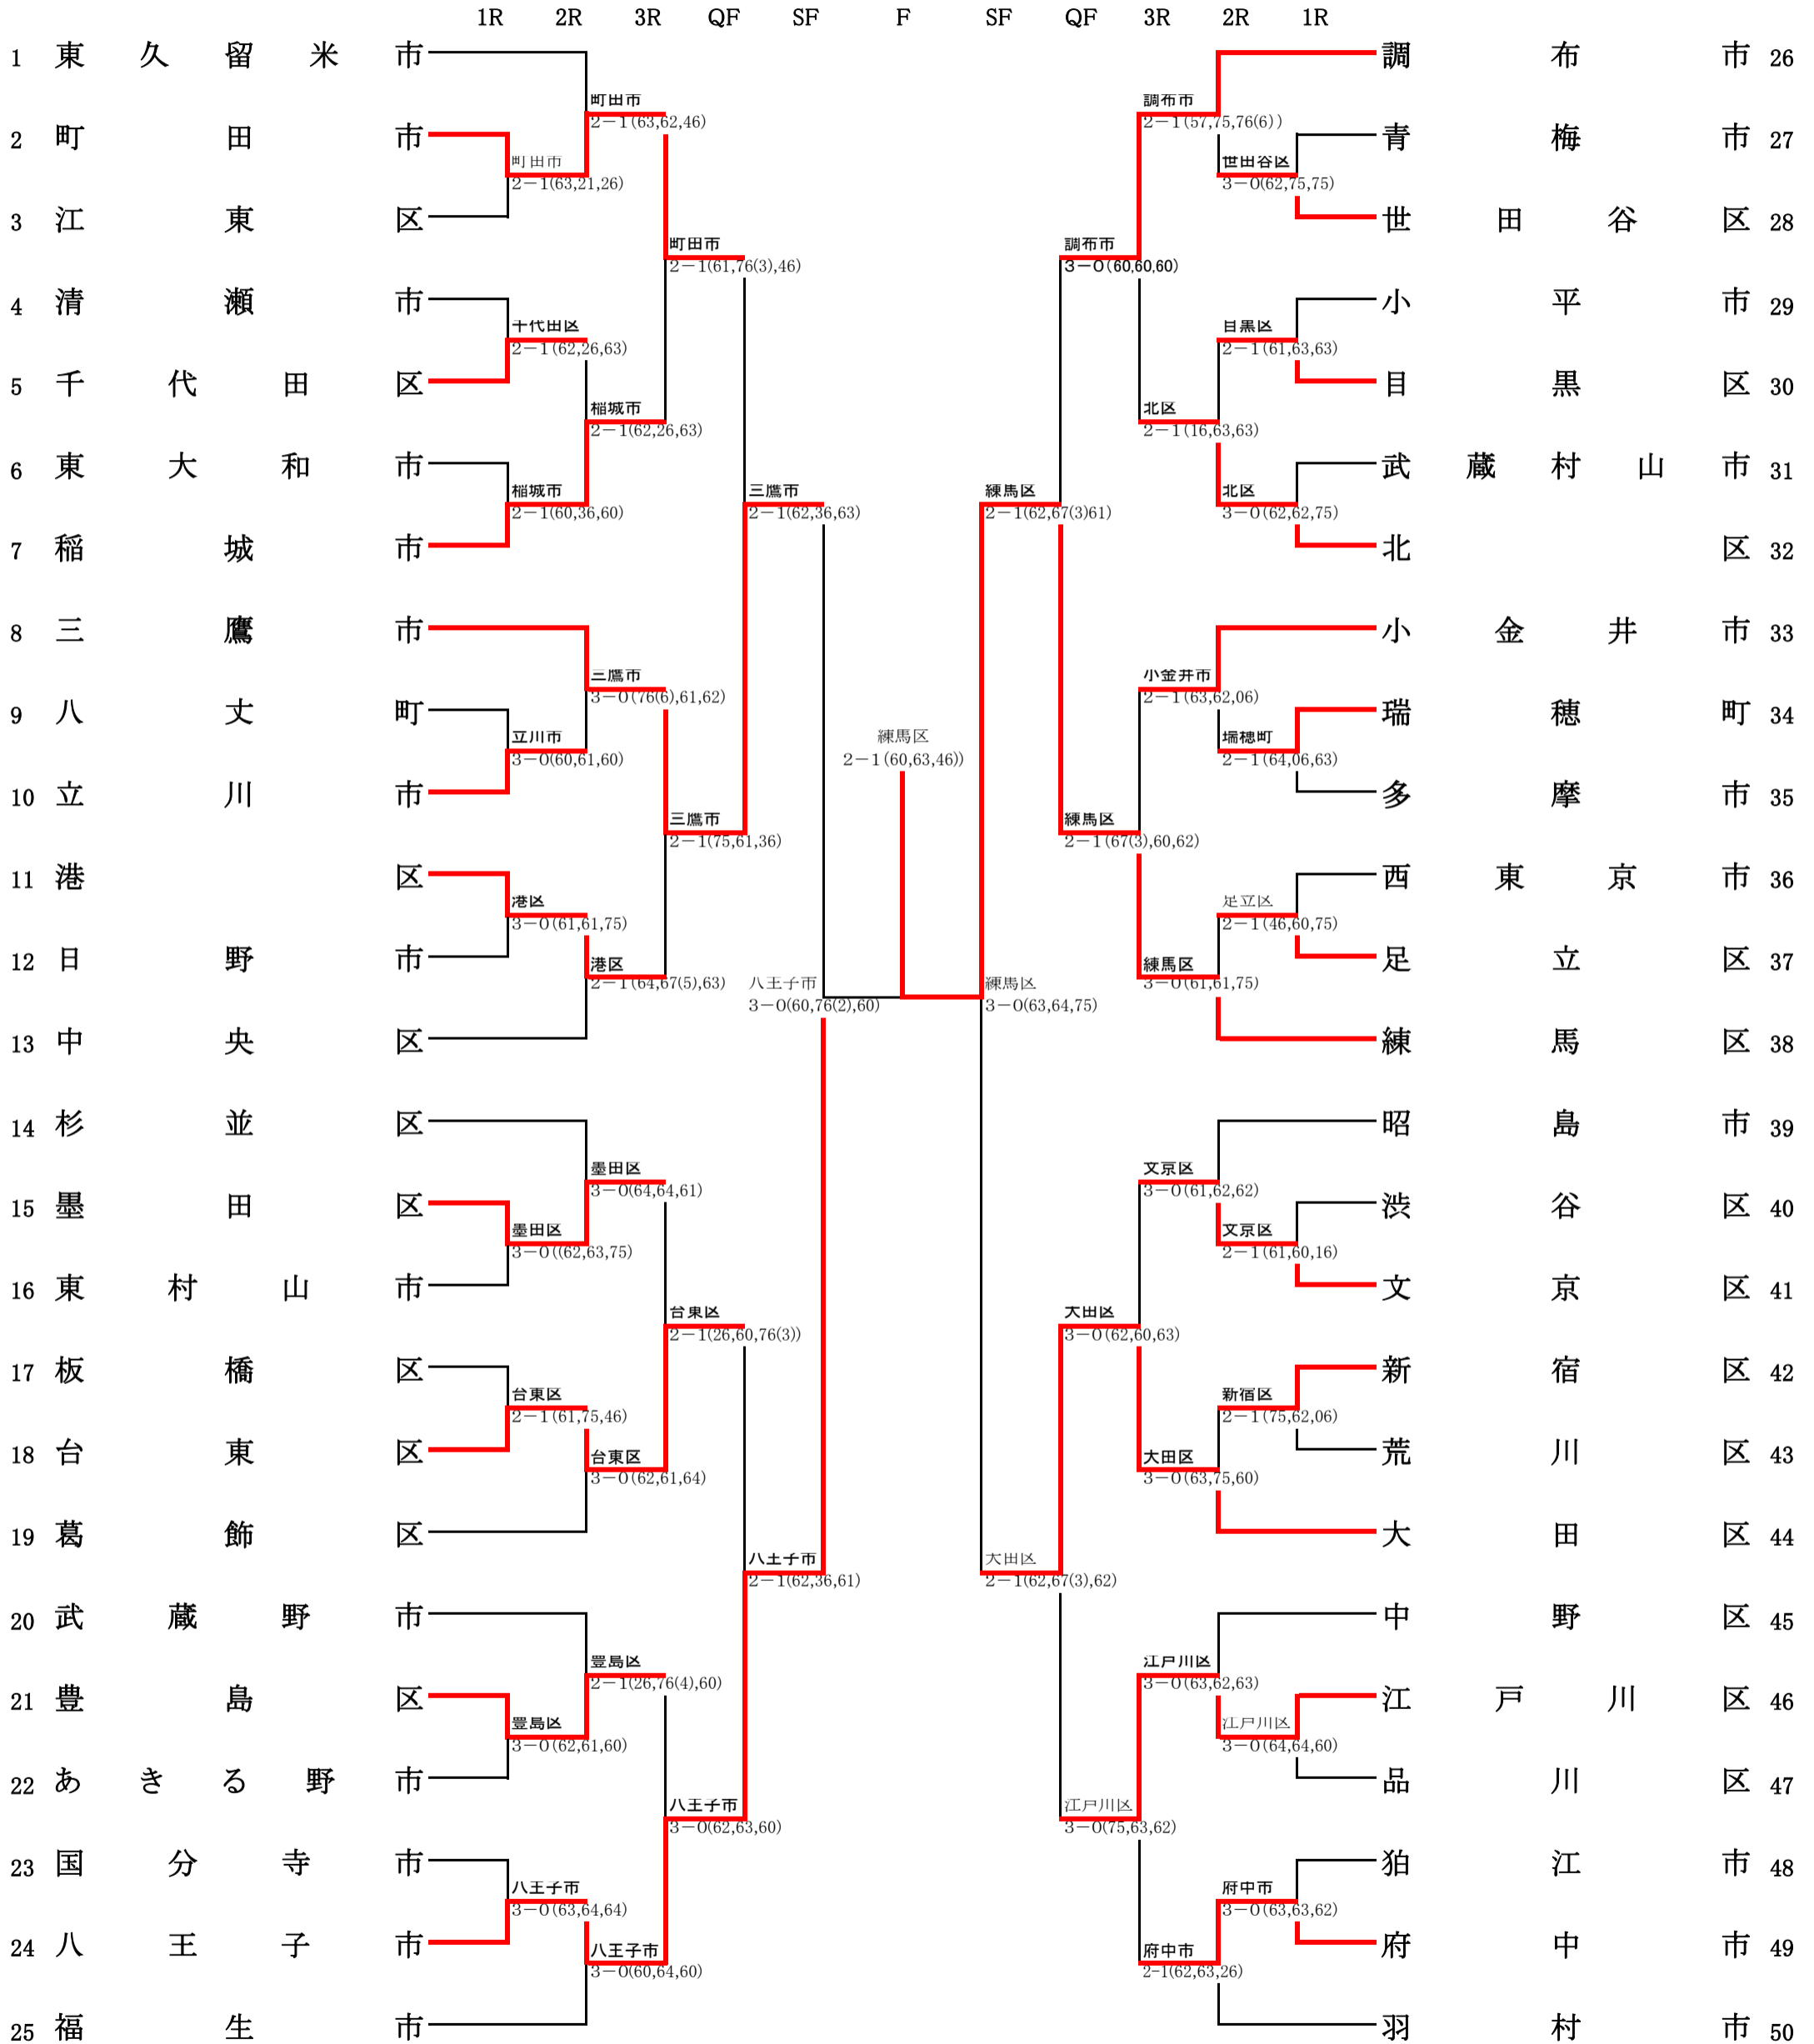 1R 2R 3R QF SF F SF QF 3R 2R 1R
1 東久留米市 調布市 26
町田市 調布市
2－1(63,62,46) 2－1(57,75,76(6))
2 町田市 青梅市 27
町田市 世田谷区
2－1(63,21,26) 3－0(62,75,75)
3 江東区 世田谷区 28
町田市 調布市
2－1(61,76(3),46) 3－0(60,60,60)
4 清瀬市 小平市 29
千代田区 目黒区
2－1(62,26,63) 2－1(61,63,63)
5 千代田区 目黒区 30
稲城市 北区
2－1(62,26,63) 2－1(16,63,63)
6 東大和市 武蔵村山市 31
稲城市 三鷹市 練馬区 北区
2－1(60,36,60) 2－1(62,36,63) 2－1(62,67(3)61) 3－0(62,62,75)
7 稲城市 北区 32
8 三鷹市 小金井市 33
三鷹市 小金井市
3－0(76(6),61,62) 2－1(63,62,06)
9 八丈町 瑞穂町 34
立川市 練馬区 瑞穂町
3－0(60,61,60) 2－1(60,63,46)) 2－1(64,06,63)
10 立川市 多摩市 35
三鷹市 練馬区
2－1(75,61,36) 2－1(67(3),60,62)
11 港区 西東京市 36
港区 足立区
3－0(61,61,75) 2－1(46,60,75)
12 日野市 足立区 37
港区 練馬区
2－1(64,67(5),63) 3－0(61,61,75)
八王子市 練馬区
3－0(60,76(2),60) 3－0(63,64,75)
13 中央区 練馬区 38
14 杉並区 昭島市 39
墨田区 文京区
3－0(64,64,61) 3－0(61,62,62)
15 墨田区 渋谷区 40
墨田区 文京区
3－0((62,63,75) 2－1(61,60,16)
16 東村山市 文京区 41
台東区 大田区
2－1(26,60,76(3)) 3－0(62,60,63)
17 板橋区 新宿区 42
台東区 新宿区
2－1(61,75,46) 2－1(75,62,06)
18 台東区 荒川区 43
台東区 大田区
3－0(62,61,64) 3－0(63,75,60)
19 葛飾区 大田区 44
八王子市 大田区
2－1(62,36,61) 2－1(62,67(3),62)
20 武蔵野市 中野区 45
豊島区 江戸川区
2－1(26,76(4),60) 3－0(63,62,63)
21 豊島区 江戸川区 46
豊島区 江戸川区
3－0(62,61,60) 3－0(64,64,60)
22 あきる野市 品川区 47
八王子市 江戸川区
3－0(62,63,60) 3－0(75,63,62)
23 国分寺市 狛江市 48
八王子市 府中市
3－0(63,64,64) 3－0(63,63,62)
24 八王子市 府中市 49
八王子市 府中市
3－0(60,64,60) 2-1(62,63,26)
25 福生市 羽村市 50